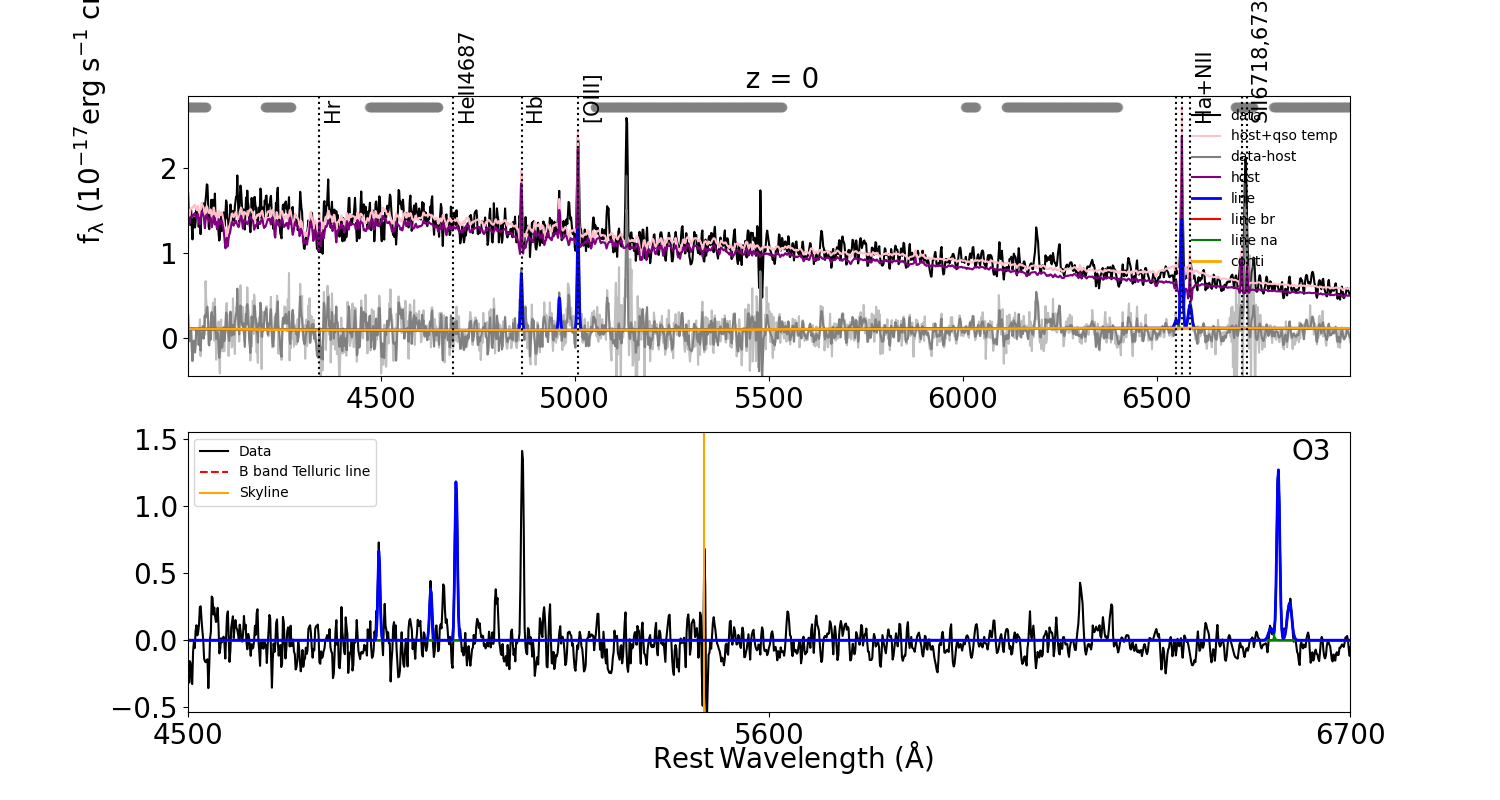 z = 0
Hr
HeII4687
Hb
[OIII]
Ha+NII
SII6718,673
f_λ (10^−17 erg s^−1 c
data
host+qso temp
data-host
host
line
line br
line na
conti
2
1
0
4500 5000 5500 6000 6500
O3
Data
B band Telluric line
Skyline
1.5
1.0
0.5
0.0
−0.5
4500 5600 6700
Rest Wavelength (Å)